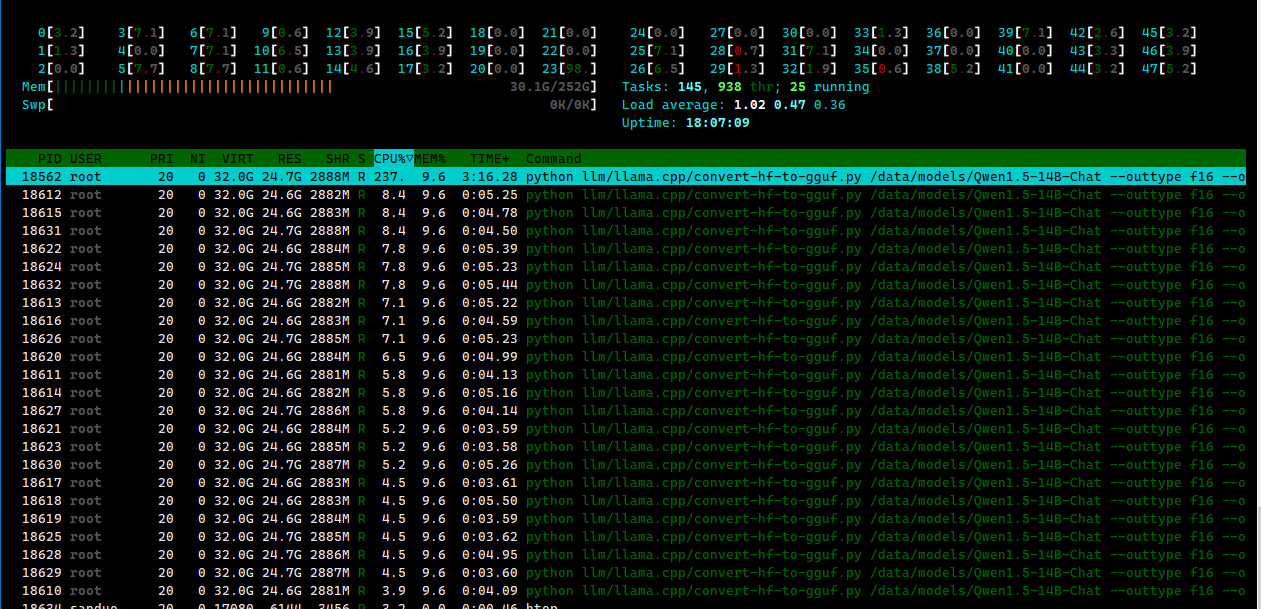 0[3.2] 3[7.1] 6[7.1] 9[0.6] 12[3.9] 15[5.2] 18[0.0] 21[0.0] 24[0.0] 27[0.0] 30[0.0] 33[1.3] 36[0.0] 39[7.1] 42[2.6] 45[3.2]
1[1.3] 4[0.0] 7[7.1] 10[6.5] 13[3.9] 16[3.9] 19[0.0] 22[0.0] 25[7.1] 28[0.7] 31[7.1] 34[0.0] 37[0.0] 40[0.0] 43[3.3] 46[3.9]
2[0.0] 5[7.7] 8[7.7] 11[0.6] 14[4.6] 17[3.2] 20[0.0] 23[98.] 26[6.5] 29[1.3] 32[1.9] 35[0.6] 38[5.2] 41[0.0] 44[3.2] 47[5.2]
Mem[||||||||||||||||||||||||||||||||||| 30.1G/252G] Tasks: 145, 938 thr; 25 running
Swp[ 0K/0K] Load average: 1.02 0.47 0.36
Uptime: 18:07:09
PID USER PRI NI VIRT RES SHR S CPU%▽MEM% TIME+ Command
18562 root 20 0 32.0G 24.7G 2888M R 237. 9.6 3:16.28 python llm/llama.cpp/convert-hf-to-gguf.py /data/models/Qwen1.5-14B-Chat --outtype f16 --o
18612 root 20 0 32.0G 24.6G 2882M R 8.4 9.6 0:05.25 python llm/llama.cpp/convert-hf-to-gguf.py /data/models/Qwen1.5-14B-Chat --outtype f16 --o
18615 root 20 0 32.0G 24.6G 2883M R 8.4 9.6 0:04.78 python llm/llama.cpp/convert-hf-to-gguf.py /data/models/Qwen1.5-14B-Chat --outtype f16 --o
18631 root 20 0 32.0G 24.7G 2888M R 8.4 9.6 0:04.50 python llm/llama.cpp/convert-hf-to-gguf.py /data/models/Qwen1.5-14B-Chat --outtype f16 --o
18622 root 20 0 32.0G 24.6G 2884M R 7.8 9.6 0:05.39 python llm/llama.cpp/convert-hf-to-gguf.py /data/models/Qwen1.5-14B-Chat --outtype f16 --o
18624 root 20 0 32.0G 24.7G 2885M R 7.8 9.6 0:05.23 python llm/llama.cpp/convert-hf-to-gguf.py /data/models/Qwen1.5-14B-Chat --outtype f16 --o
18632 root 20 0 32.0G 24.7G 2888M R 7.8 9.6 0:05.44 python llm/llama.cpp/convert-hf-to-gguf.py /data/models/Qwen1.5-14B-Chat --outtype f16 --o
18613 root 20 0 32.0G 24.6G 2882M R 7.1 9.6 0:05.22 python llm/llama.cpp/convert-hf-to-gguf.py /data/models/Qwen1.5-14B-Chat --outtype f16 --o
18616 root 20 0 32.0G 24.6G 2883M R 7.1 9.6 0:04.59 python llm/llama.cpp/convert-hf-to-gguf.py /data/models/Qwen1.5-14B-Chat --outtype f16 --o
18626 root 20 0 32.0G 24.7G 2885M R 7.1 9.6 0:05.23 python llm/llama.cpp/convert-hf-to-gguf.py /data/models/Qwen1.5-14B-Chat --outtype f16 --o
18620 root 20 0 32.0G 24.6G 2884M R 6.5 9.6 0:04.99 python llm/llama.cpp/convert-hf-to-gguf.py /data/models/Qwen1.5-14B-Chat --outtype f16 --o
18611 root 20 0 32.0G 24.6G 2881M R 5.8 9.6 0:04.13 python llm/llama.cpp/convert-hf-to-gguf.py /data/models/Qwen1.5-14B-Chat --outtype f16 --o
18614 root 20 0 32.0G 24.6G 2882M R 5.8 9.6 0:05.16 python llm/llama.cpp/convert-hf-to-gguf.py /data/models/Qwen1.5-14B-Chat --outtype f16 --o
18627 root 20 0 32.0G 24.7G 2886M R 5.8 9.6 0:04.14 python llm/llama.cpp/convert-hf-to-gguf.py /data/models/Qwen1.5-14B-Chat --outtype f16 --o
18621 root 20 0 32.0G 24.6G 2884M R 5.2 9.6 0:03.59 python llm/llama.cpp/convert-hf-to-gguf.py /data/models/Qwen1.5-14B-Chat --outtype f16 --o
18623 root 20 0 32.0G 24.7G 2885M R 5.2 9.6 0:03.58 python llm/llama.cpp/convert-hf-to-gguf.py /data/models/Qwen1.5-14B-Chat --outtype f16 --o
18630 root 20 0 32.0G 24.7G 2887M R 5.2 9.6 0:05.26 python llm/llama.cpp/convert-hf-to-gguf.py /data/models/Qwen1.5-14B-Chat --outtype f16 --o
18617 root 20 0 32.0G 24.6G 2883M R 4.5 9.6 0:03.61 python llm/llama.cpp/convert-hf-to-gguf.py /data/models/Qwen1.5-14B-Chat --outtype f16 --o
18618 root 20 0 32.0G 24.6G 2883M R 4.5 9.6 0:05.50 python llm/llama.cpp/convert-hf-to-gguf.py /data/models/Qwen1.5-14B-Chat --outtype f16 --o
18619 root 20 0 32.0G 24.6G 2884M R 4.5 9.6 0:03.59 python llm/llama.cpp/convert-hf-to-gguf.py /data/models/Qwen1.5-14B-Chat --outtype f16 --o
18625 root 20 0 32.0G 24.7G 2885M R 4.5 9.6 0:03.62 python llm/llama.cpp/convert-hf-to-gguf.py /data/models/Qwen1.5-14B-Chat --outtype f16 --o
18628 root 20 0 32.0G 24.7G 2886M R 4.5 9.6 0:04.95 python llm/llama.cpp/convert-hf-to-gguf.py /data/models/Qwen1.5-14B-Chat --outtype f16 --o
18629 root 20 0 32.0G 24.7G 2887M R 4.5 9.6 0:03.60 python llm/llama.cpp/convert-hf-to-gguf.py /data/models/Qwen1.5-14B-Chat --outtype f16 --o
18610 root 20 0 32.0G 24.6G 2881M R 3.9 9.6 0:04.09 python llm/llama.cpp/convert-hf-to-gguf.py /data/models/Qwen1.5-14B-Chat --outtype f16 --o
20 0 17080 R 3.2 0.0 htop